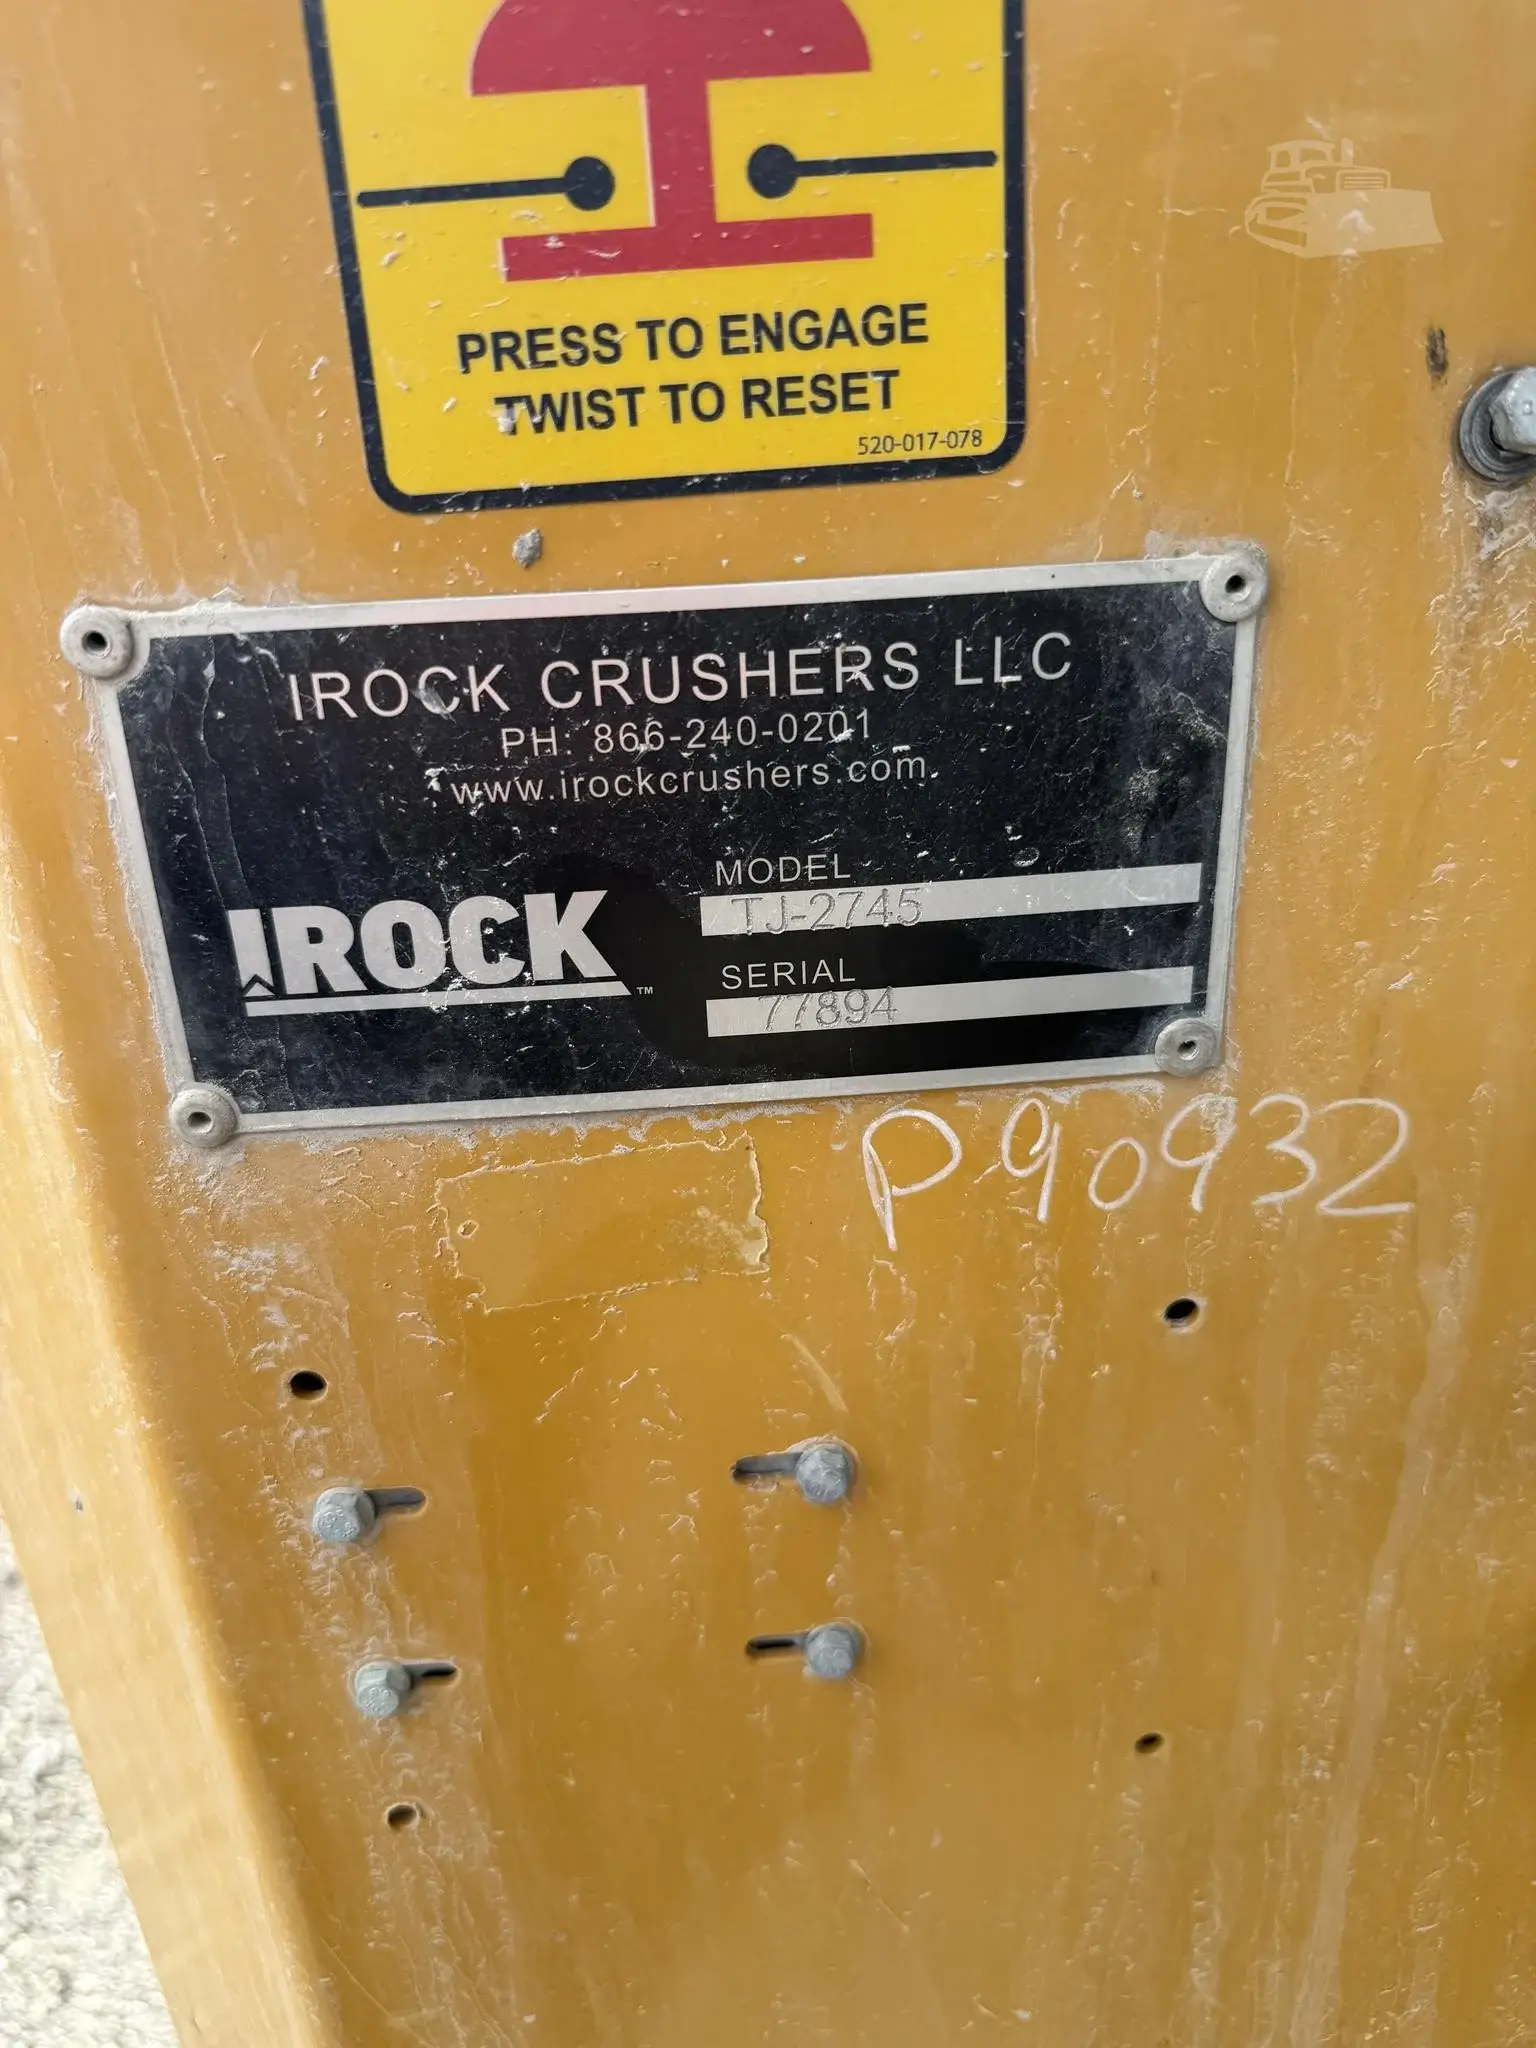 PRESS TO ENGAGE
TWIST TO RESET
520-017-078
IROCK CRUSHERS LLC
PH: 866-240-0201
www.irockcrushers.com
IROCK™
MODEL
TJ-2745
SERIAL
77894
P90932